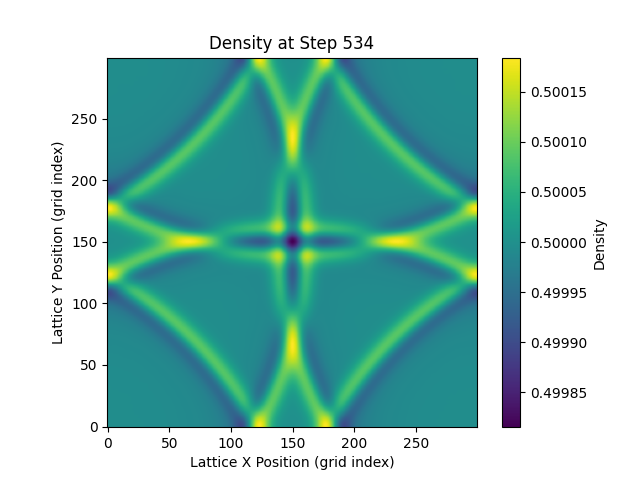 Density at Step 534
Lattice Y Position (grid index)
250
200
150
100
50
0
0 50 100 150 200 250
Lattice X Position (grid index)
0.50015
0.50010
0.50005
0.50000
0.49995
0.49990
0.49985
Density